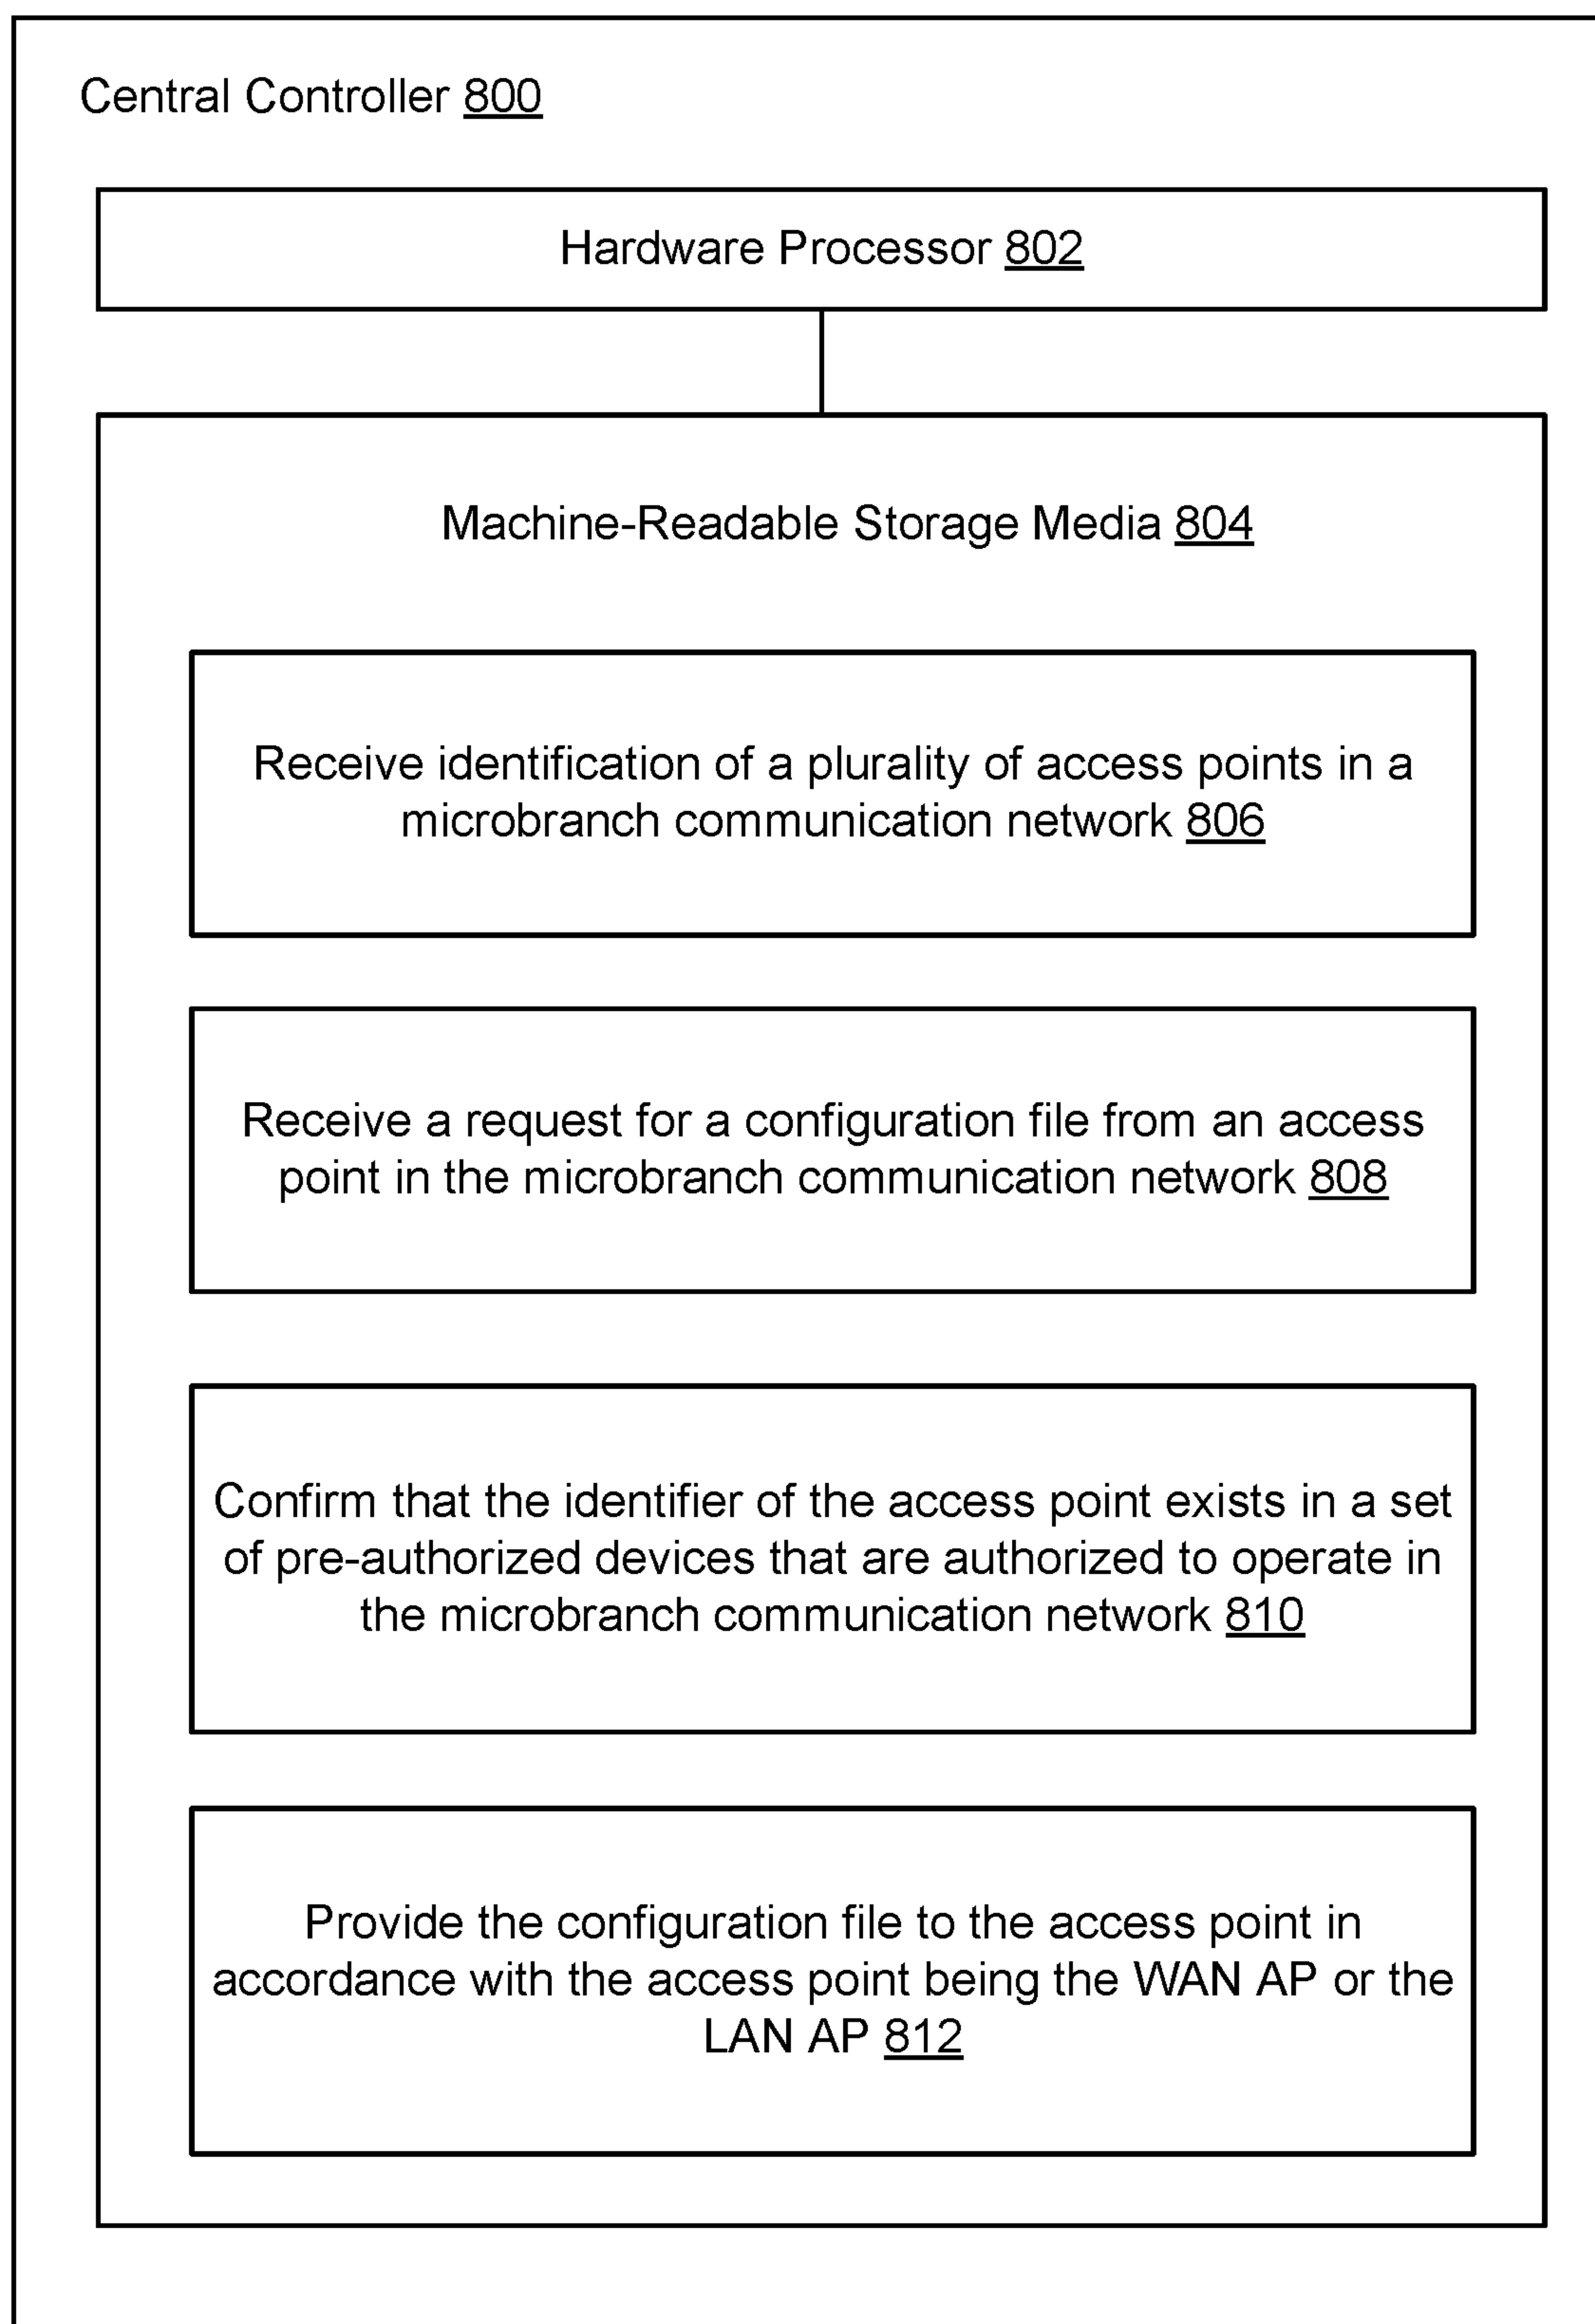 Central Controller 800
Hardware Processor 802
Machine-Readable Storage Media 804
Receive identification of a plurality of access points in a
microbranch communication network 806
Receive a request for a configuration file from an access
point in the microbranch communication network 808
Confirm that the identifier of the access point exists in a set
of pre-authorized devices that are authorized to operate in
the microbranch communication network 810
Provide the configuration file to the access point in
accordance with the access point being the WAN AP or the
LAN AP 812